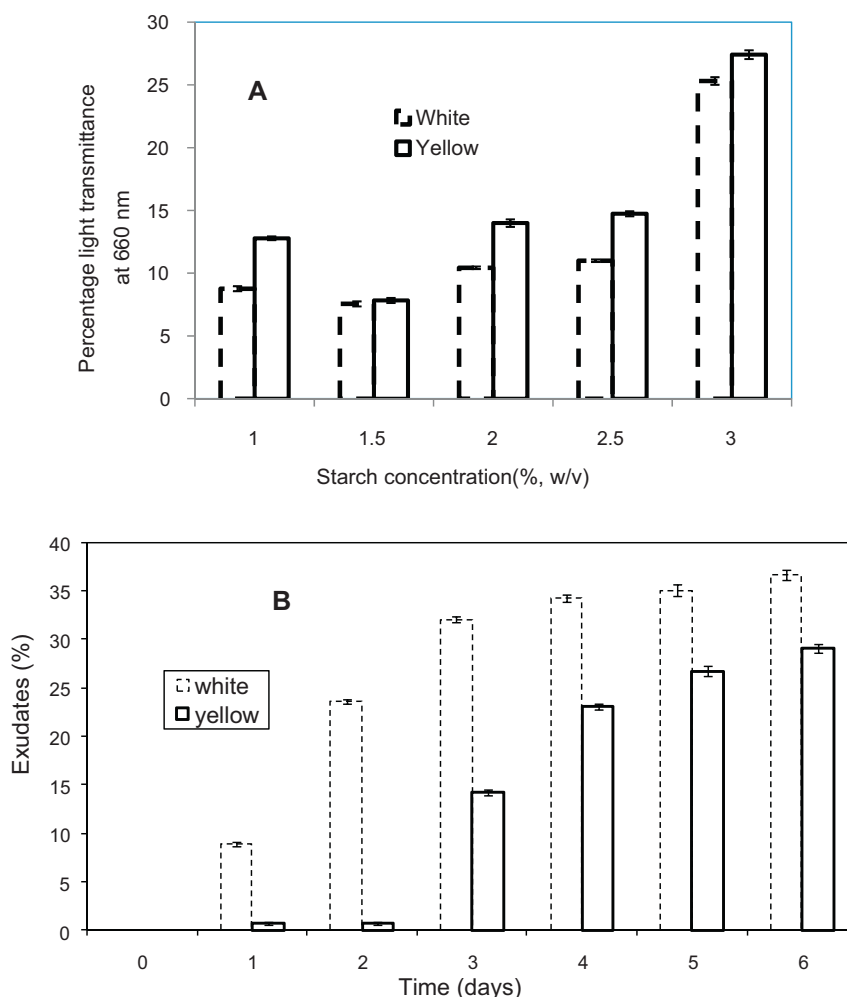 30
25
20
15
10
5
0
Percentage light transmittance
at 660 nm
A
White
Yellow
1 1.5 2 2.5 3
Starch concentration(%, w/v)
40
35
30
25
20
15
10
5
0
Exudates (%)
B
white
yellow
0 1 2 3 4 5 6
Time (days)